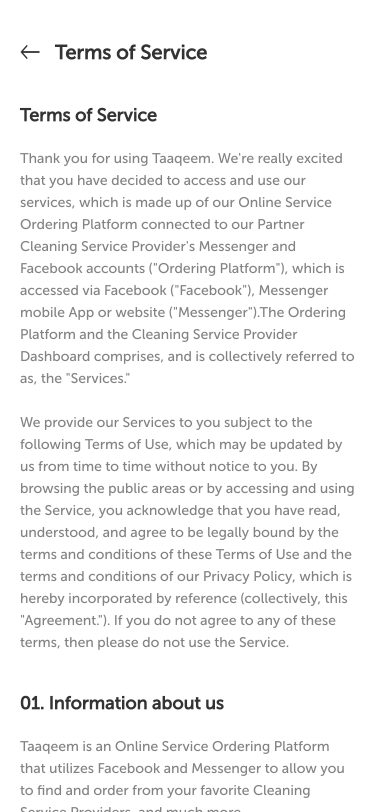 Terms of Service
Terms of Service
Thank you for using Taaqeem. We're really excited
that you have decided to access and use our
services, which is made up of our Online Service
Ordering Platform connected to our Partner
Cleaning Service Provider's Messenger and
Facebook accounts ("Ordering Platform"), which is
accessed via Facebook ("Facebook"), Messenger
mobile App or website ("Messenger").The Ordering
Platform and the Cleaning Service Provider
Dashboard comprises, and is collectively referred to
as, the "Services."
We provide our Services to you subject to the
following Terms of Use, which may be updated by
us from time to time without notice to you. By
browsing the public areas or by accessing and using
the Service, you acknowledge that you have read,
understood, and agree to be legally bound by the
terms and conditions of these Terms of Use and the
terms and conditions of our Privacy Policy, which is
hereby incorporated by reference (collectively, this
"Agreement."). If you do not agree to any of these
terms, then please do not use the Service.
01. Information about us
Taaqeem is an Online Service Ordering Platform
that utilizes Facebook and Messenger to allow you
to find and order from your favorite Cleaning
Service Providers, and much more